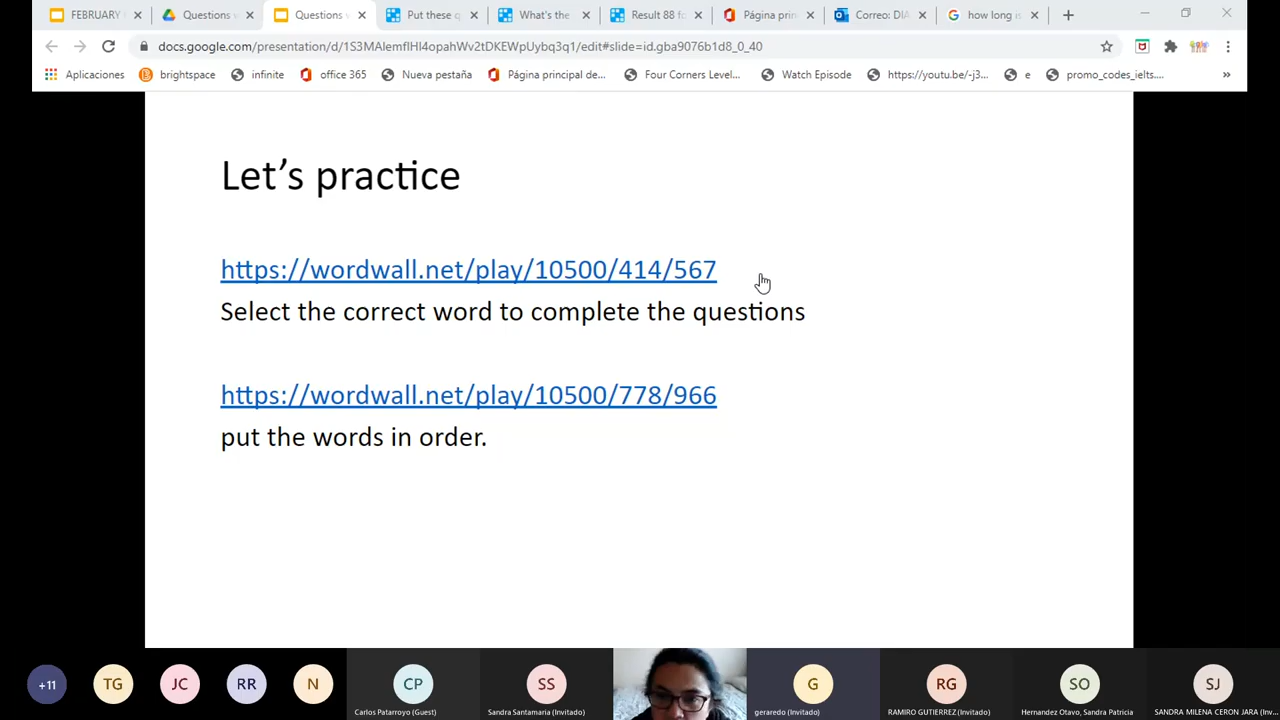 FEBRUARY
Questions w
Questions v
Put these q
What's the
Result 88 fo
Página prin
Correo: DIA
how long is
docs.google.com/presentation/d/1S3MAlemflHl4opahWv2tDKEWpUybq3q1/edit#slide=id.gba9076b1d8_0_40
Aplicaciones
brightspace
infinite
office 365
Nueva pestaña
Página principal de...
Four Corners Level...
Watch Episode
https://youtu.be/-j3...
e
promo_codes_ielts....
»
Let's practice
https://wordwall.net/play/10500/414/567
Select the correct word to complete the questions
https://wordwall.net/play/10500/778/966
put the words in order.
+11
TG
JC
RR
N
CP
SS
G
RG
SO
SJ
Carlos Patarroyo (Guest)
Sandra Santamaria (Invitado)
geraredo (Invitado)
RAMIRO GUTIERREZ (Invitado)
Hernandez Otavo, Sandra Patricia
SANDRA MILENA CERON JARA (Inv...